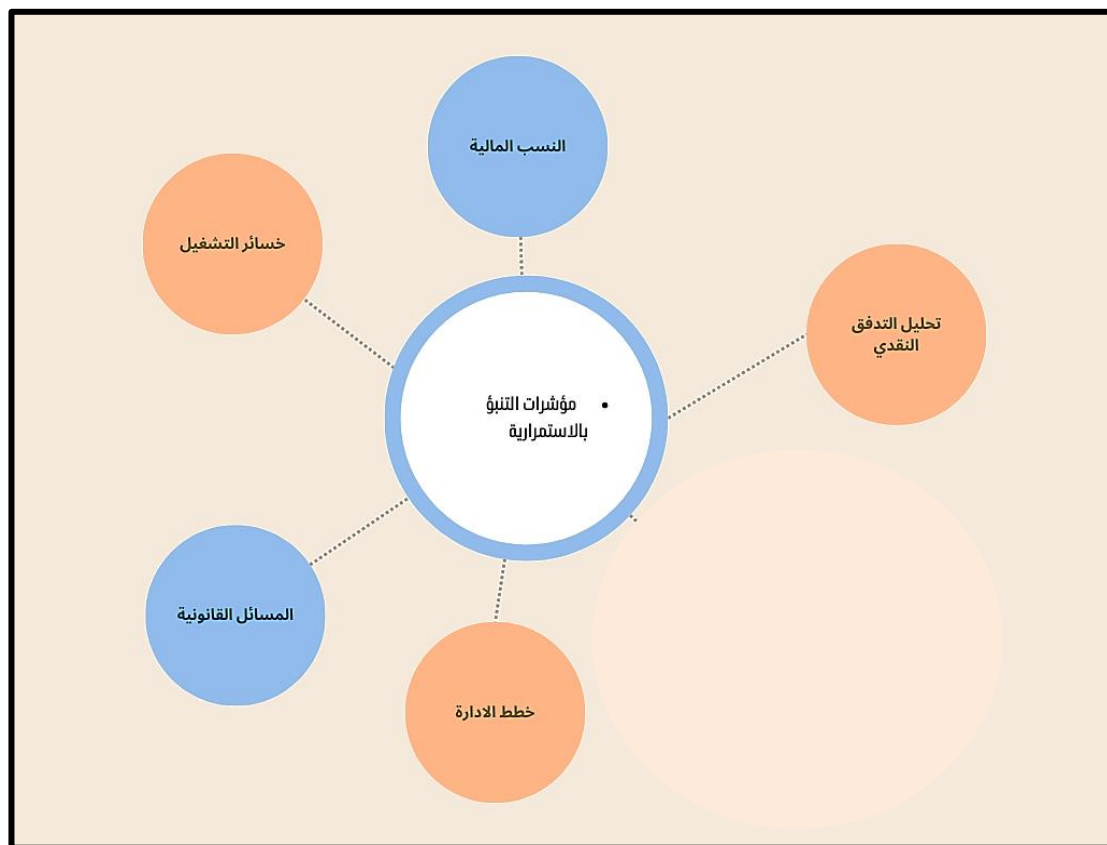 النسب المالية
خسائر التشغيل
تحليل التدفق
النقدي
• مؤشرات التنبؤ
بالاستمرارية
المسائل القانونية
خطط الادارة